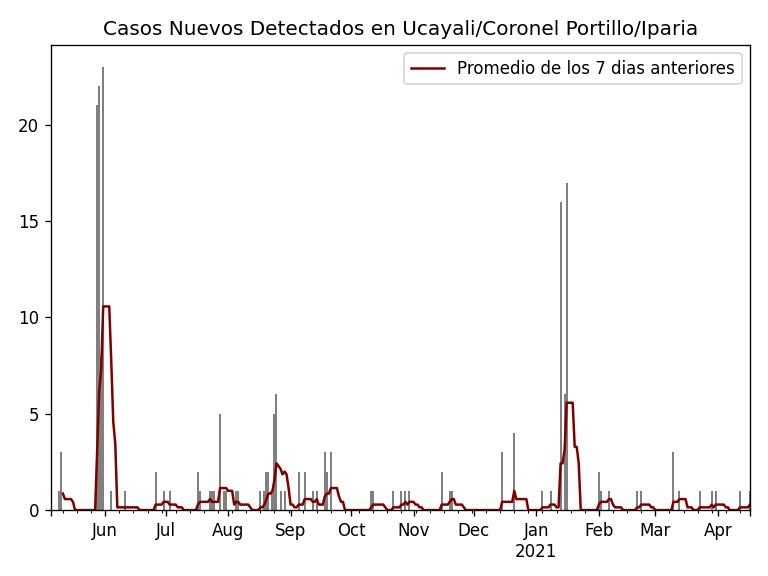 Casos Nuevos Detectados en Ucayali/Coronel Portillo/Iparia
Promedio de los 7 dias anteriores
20
15
10
5
0
Jun Jul Aug Sep Oct Nov Dec Jan Feb Mar Apr
2021